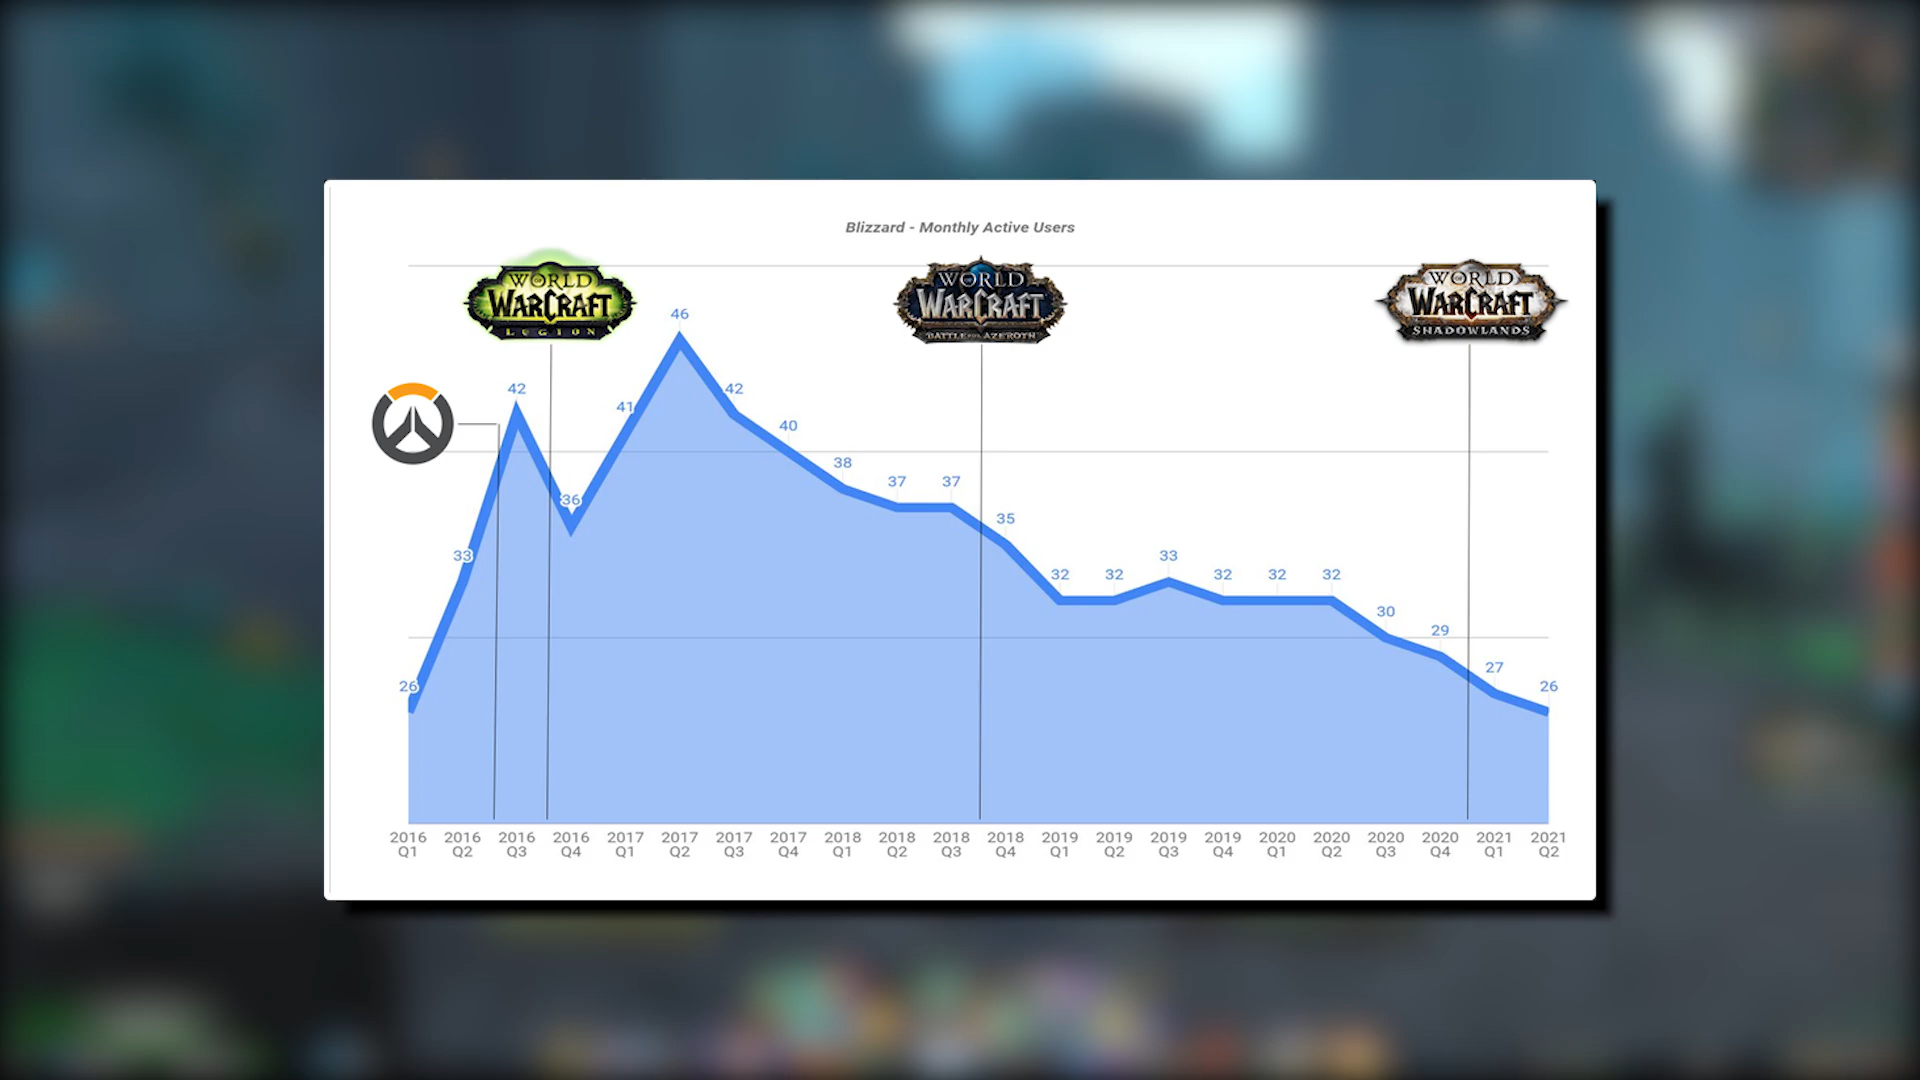 Blizzard - Monthly Active Users
WORLD
WARCRAFT
LEGION
WORLD
WARCRAFT
BATTLE FOR AZEROTH
WORLD
WARCRAFT
SHADOWLANDS
46
42
42
41
40
38
37
37
36
35
33
32
32
33
32
32
32
30
29
27
26
26
2016 2016 2016 2016 2017 2017 2017 2017 2018 2018 2018 2018 2019 2019 2019 2019 2020 2020 2020 2020 2021 2021
Q1 Q2 Q3 Q4 Q1 Q2 Q3 Q4 Q1 Q2 Q3 Q4 Q1 Q2 Q3 Q4 Q1 Q2 Q3 Q4 Q1 Q2